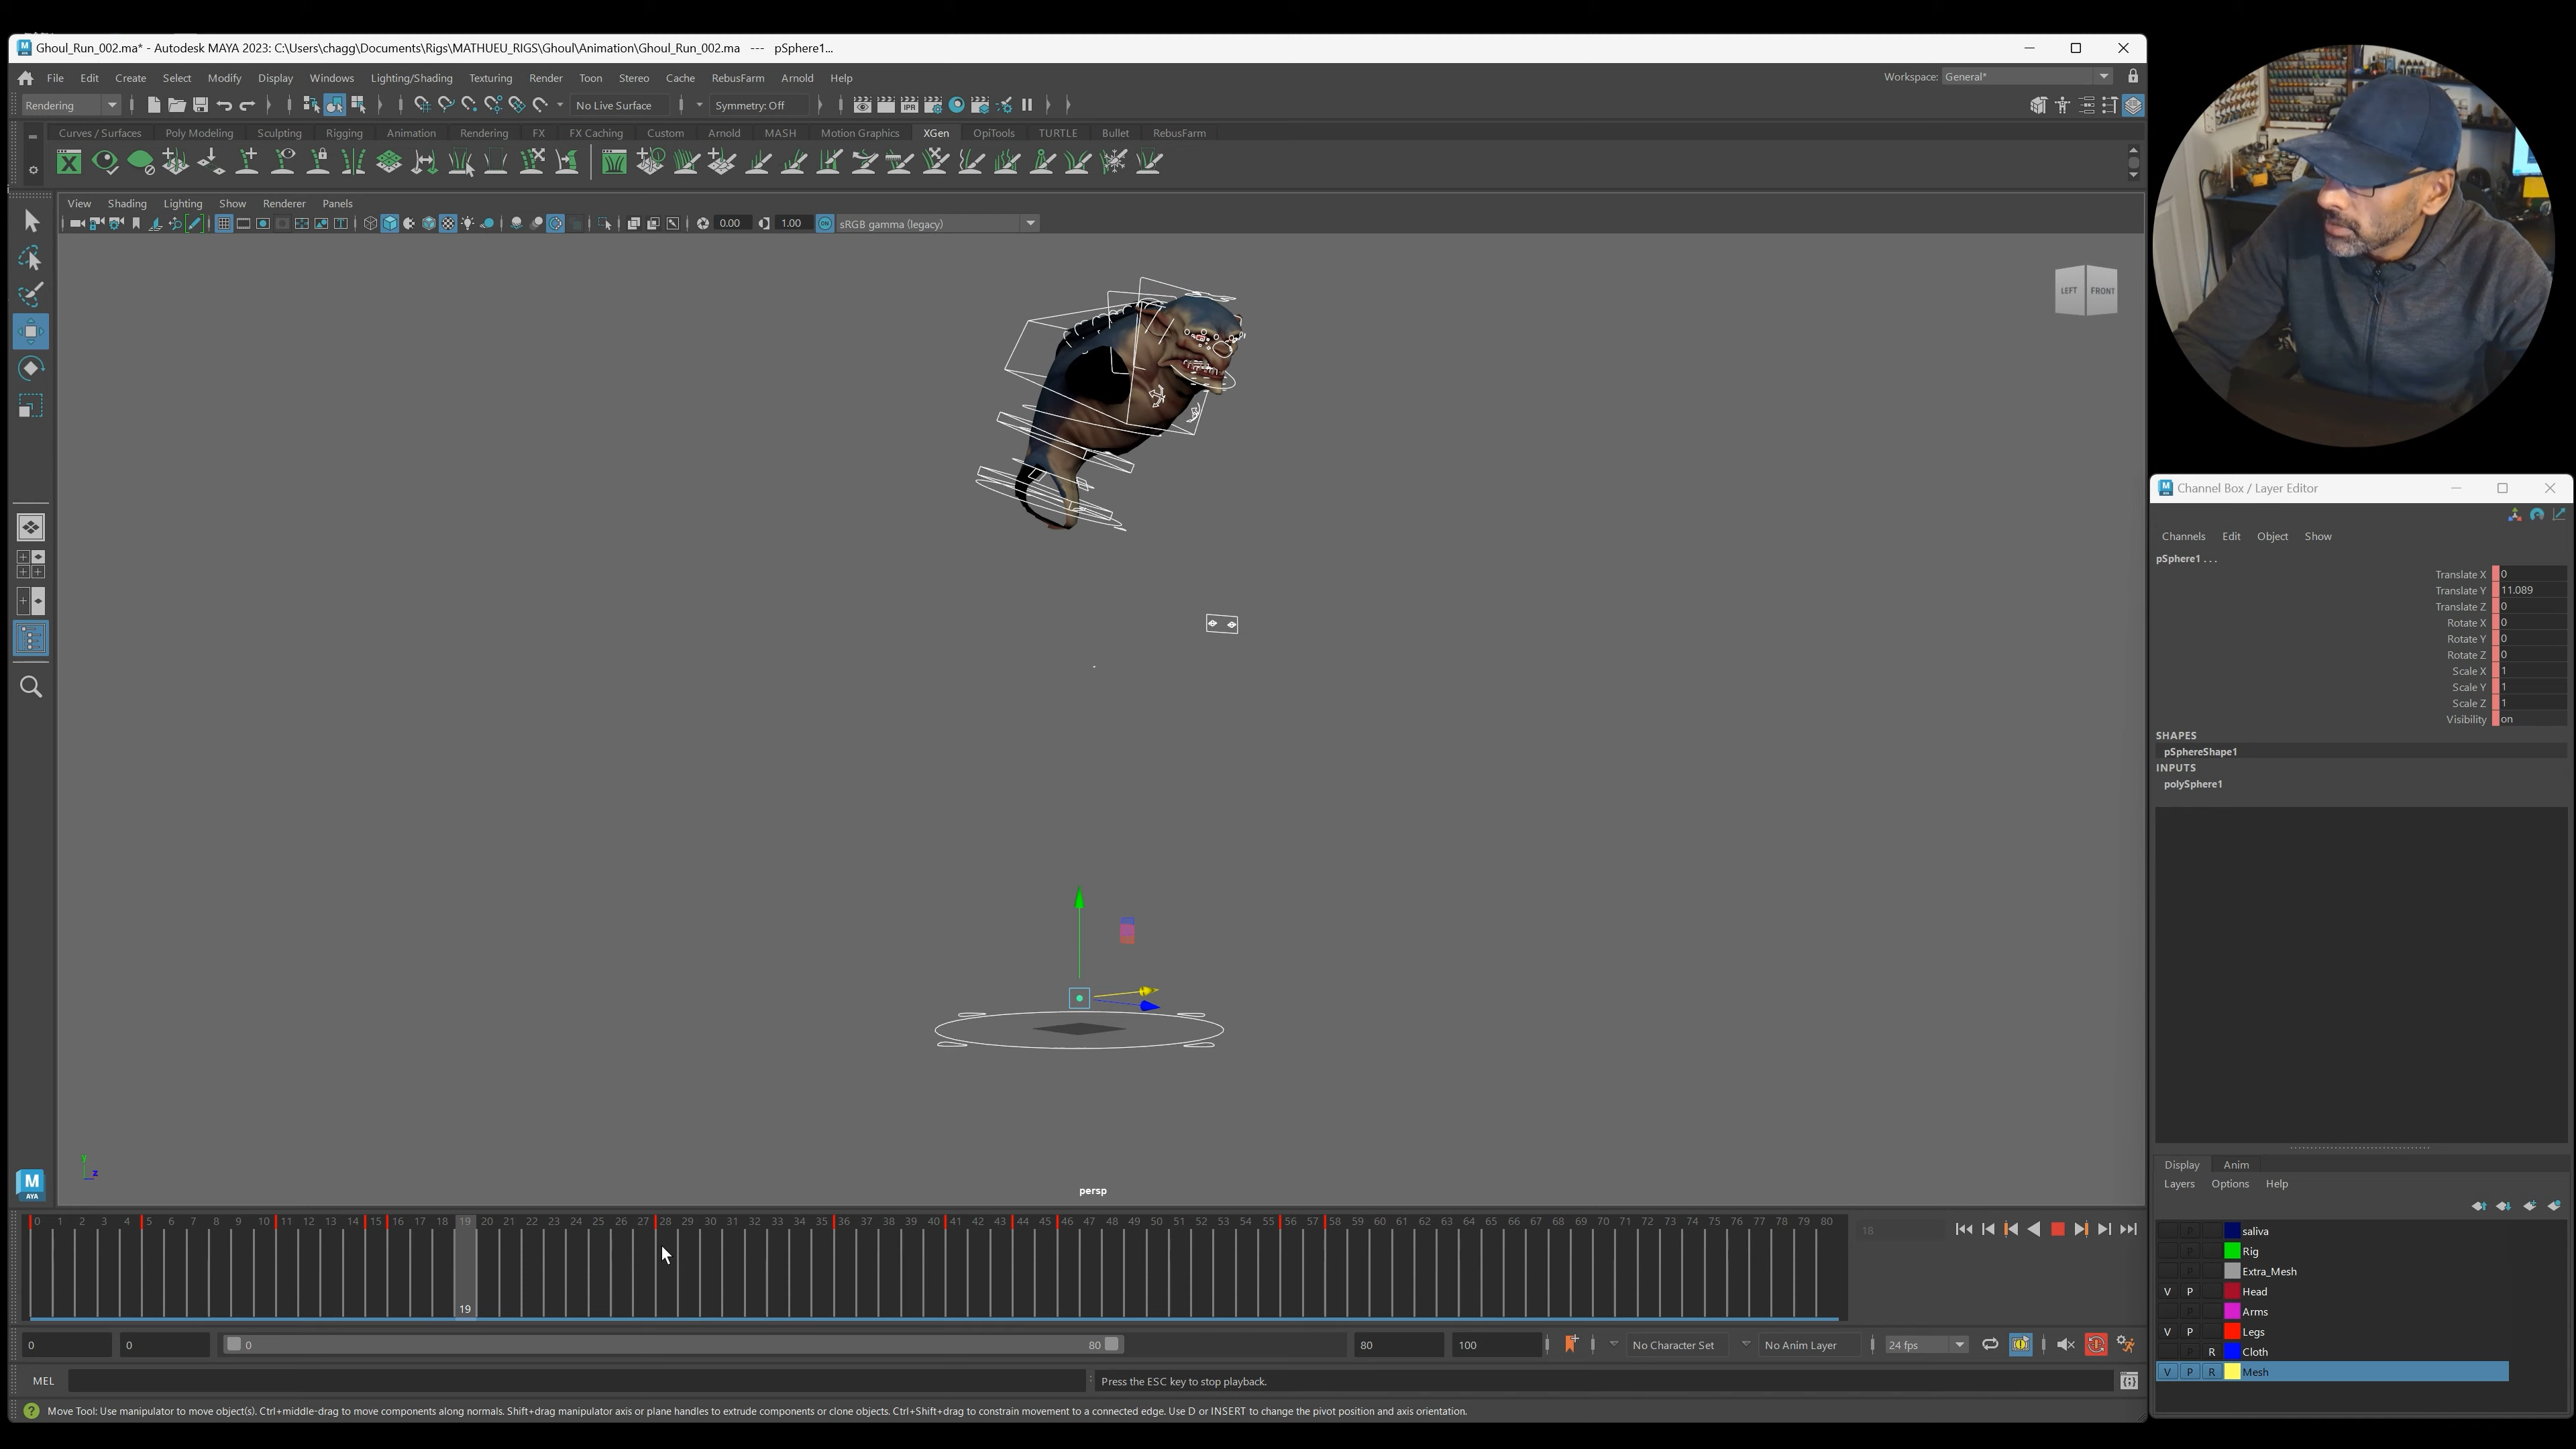 Ghoul_Run_002.ma* - Autodesk MAYA 2023: C:\Users\chagg\Documents\Rigs\MATHUEU_RIGS\Ghoul\Animation\Ghoul_Run_002.ma --- pSphere1...
File Edit Create Select Modify Display Windows Lighting/Shading Texturing Render Toon Stereo Cache RebusFarm Arnold Help
Workspace: General*
Rendering No Live Surface Symmetry: Off IPR
Curves / Surfaces Poly Modeling Sculpting Rigging Animation Rendering FX FX Caching Custom Arnold MASH Motion Graphics XGen OpiTools TURTLE Bullet RebusFarm
View Shading Lighting Show Renderer Panels
0.00 1.00 ON sRGB gamma (legacy)
LEFT FRONT
Channel Box / Layer Editor
Channels Edit Object Show
pSphere1 . . .
Translate X 0
Translate Y 11.089
Translate Z 0
Rotate X 0
Rotate Y 0
Rotate Z 0
Scale X 1
Scale Y 1
Scale Z 1
Visibility on
SHAPES
pSphereShape1
INPUTS
polySphere1
Display Anim
Layers Options Help
P saliva
P Rig
P Extra_Mesh
V P Head
P Arms
V P Legs
P R Cloth
V P R Mesh
y
z
M
AYA
persp
0 1 2 3 4 5 6 7 8 9 10 11 12 13 14 15 16 17 18 19 20 21 22 23 24 25 26 27 28 29 30 31 32 33 34 35 36 37 38 39 40 41 42 43 44 45 46 47 48 49 50 51 52 53 54 55 56 57 58 59 60 61 62 63 64 65 66 67 68 69 70 71 72 73 74 75 76 77 78 79 80
18
19
0 0 0 80 80 100 No Character Set No Anim Layer 24 fps
MEL Press the ESC key to stop playback.
Move Tool: Use manipulator to move object(s). Ctrl+middle-drag to move components along normals. Shift+drag manipulator axis or plane handles to extrude components or clone objects. Ctrl+Shift+drag to constrain movement to a connected edge. Use D or INSERT to change the pivot position and axis orientation.